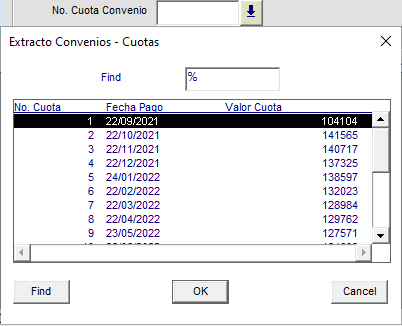 No. Cuota Convenio
Extracto Convenios - Cuotas
Find %
No. Cuota Fecha Pago Valor Cuota
1 22/09/2021 104104
2 22/10/2021 141565
3 22/11/2021 140717
4 22/12/2021 137325
5 24/01/2022 138597
6 22/02/2022 132023
7 22/03/2022 128984
8 22/04/2022 129762
9 23/05/2022 127571
Find OK Cancel